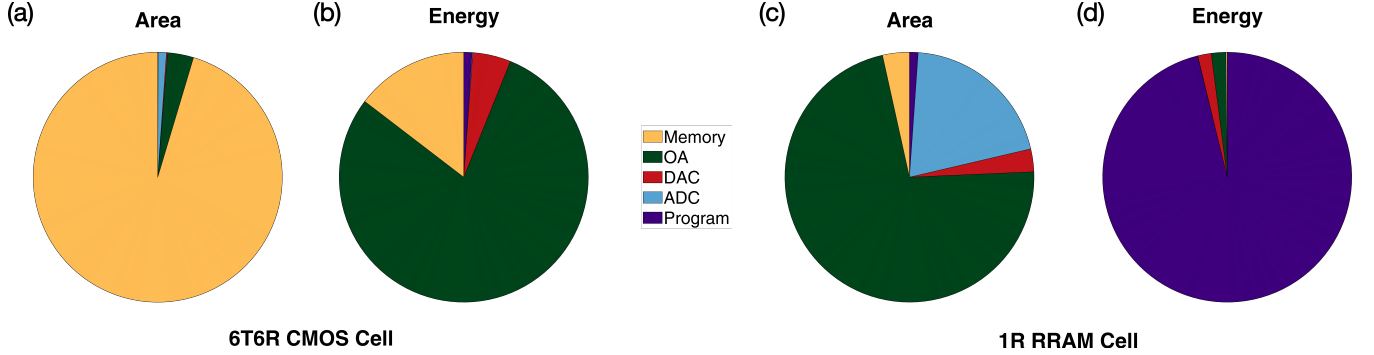 (a)
Area
(b)
Energy
(c)
Area
(d)
Energy
Memory
OA
DAC
ADC
Program
6T6R CMOS Cell
1R RRAM Cell